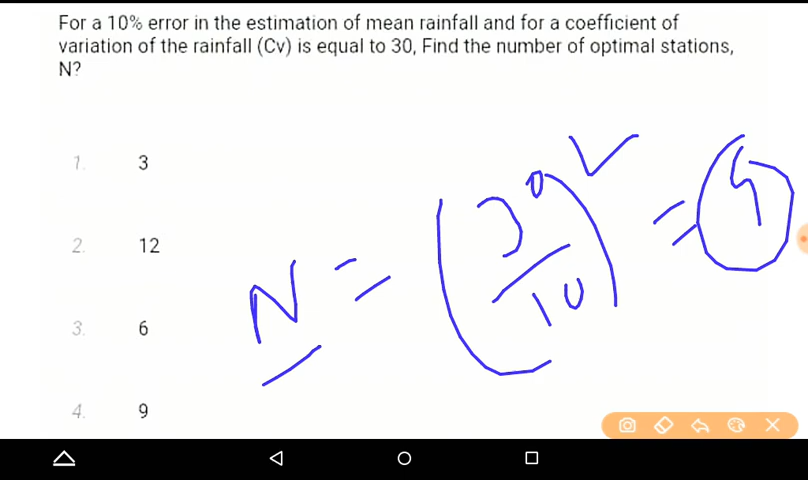 For a 10% error in the estimation of mean rainfall and for a coefficient of
variation of the rainfall (Cv) is equal to 30, Find the number of optimal stations,
N?
1. 3
2. 12
3. 6
4. 9
N = (30/10)² = 9